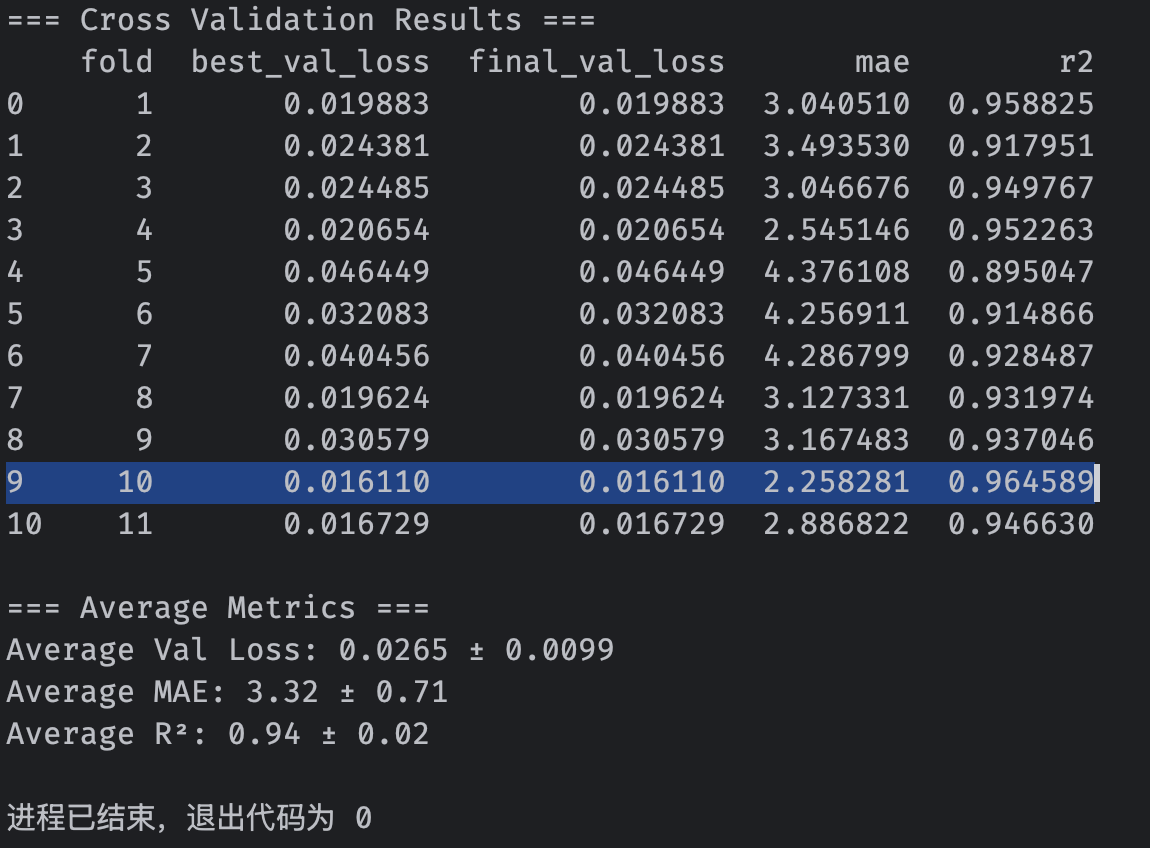 === Cross Validation Results ===
    fold  best_val_loss  final_val_loss       mae        r2
0      1       0.019883        0.019883  3.040510  0.958825
1      2       0.024381        0.024381  3.493530  0.917951
2      3       0.024485        0.024485  3.046676  0.949767
3      4       0.020654        0.020654  2.545146  0.952263
4      5       0.046449        0.046449  4.376108  0.895047
5      6       0.032083        0.032083  4.256911  0.914866
6      7       0.040456        0.040456  4.286799  0.928487
7      8       0.019624        0.019624  3.127331  0.931974
8      9       0.030579        0.030579  3.167483  0.937046
9     10       0.016110        0.016110  2.258281  0.964589
10    11       0.016729        0.016729  2.886822  0.946630
=== Average Metrics ===
Average Val Loss: 0.0265 ± 0.0099
Average MAE: 3.32 ± 0.71
Average R²: 0.94 ± 0.02
进程已结束，退出代码为 0